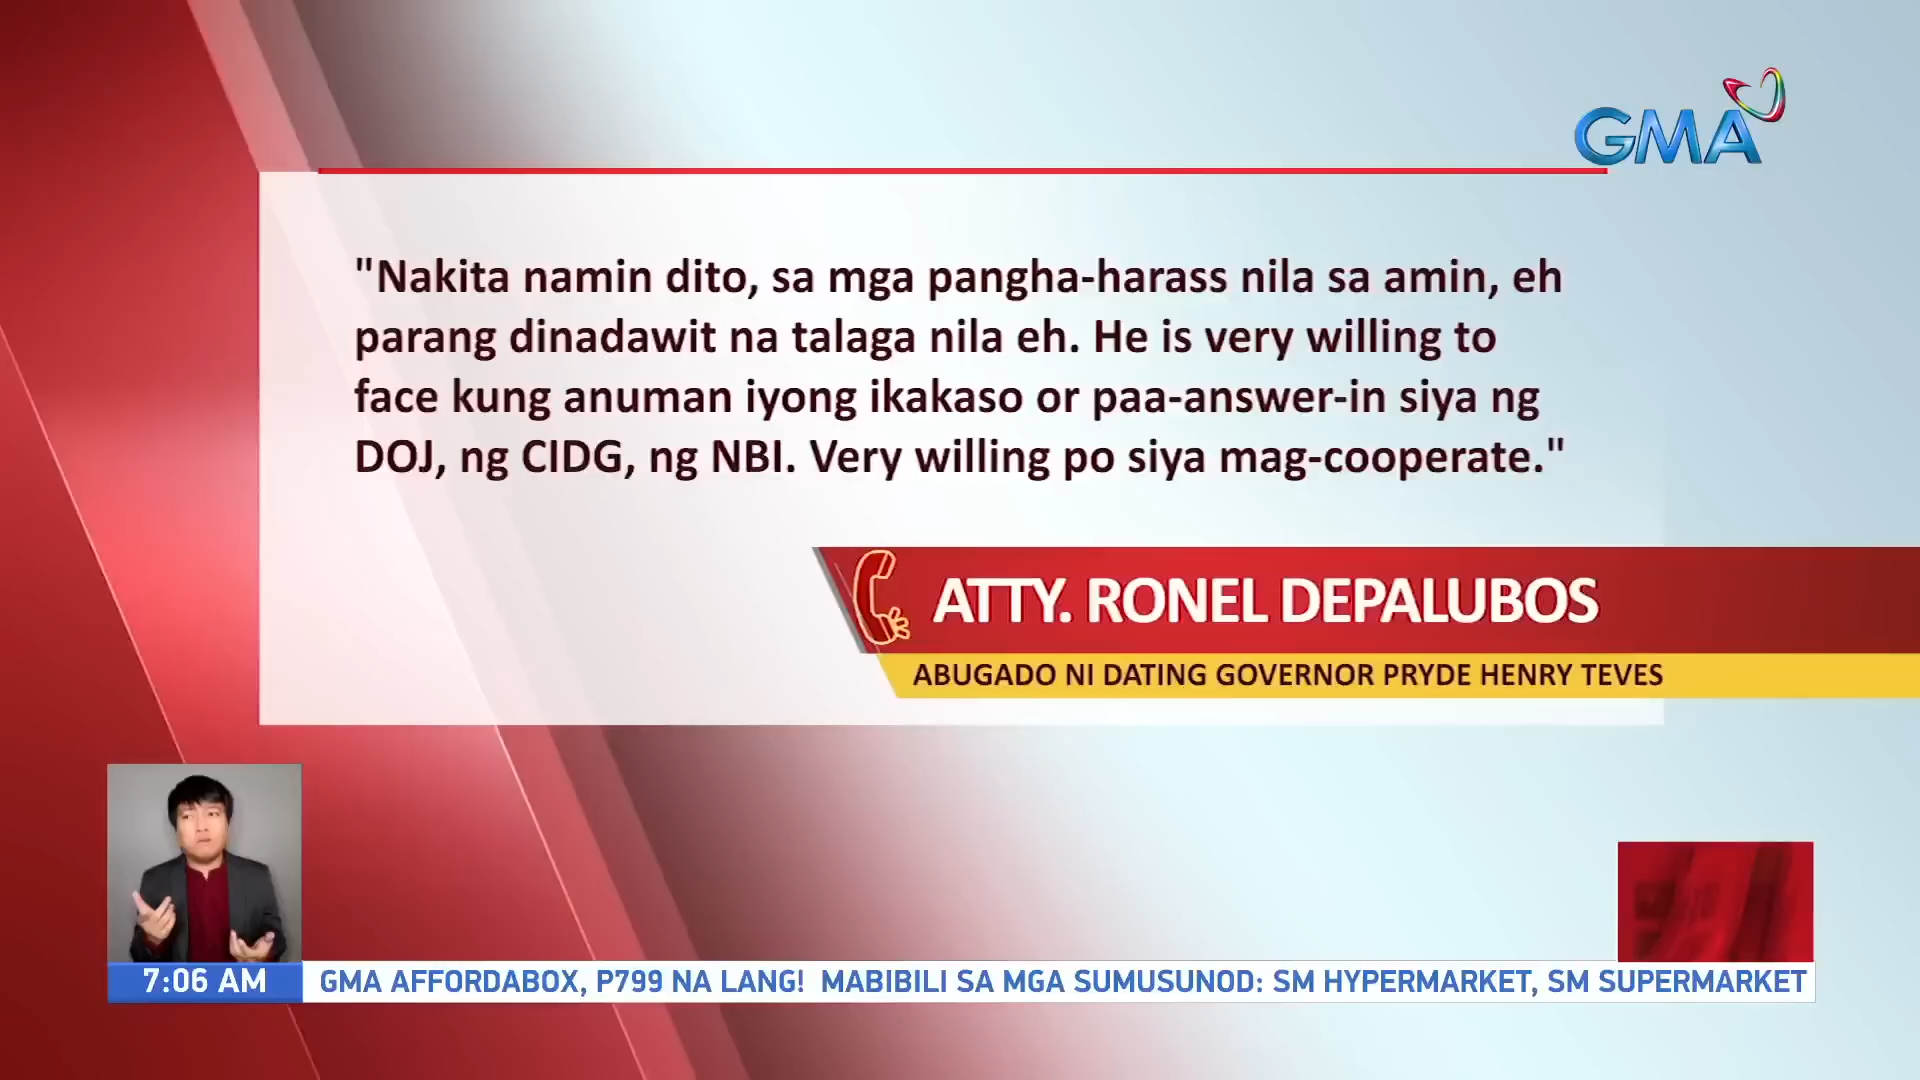 GMA
"Nakita namin dito, sa mga pangha-harass nila sa amin, eh
parang dinadawit na talaga nila eh. He is very willing to
face kung anuman iyong ikakaso or paa-answer-in siya ng
DOJ, ng CIDG, ng NBI. Very willing po siya mag-cooperate."
ATTY. RONEL DEPALUBOS
ABUGADO NI DATING GOVERNOR PRYDE HENRY TEVES
7:06 AM
GMA AFFORDABOX, P799 NA LANG! MABIBILI SA MGA SUMUSUNOD: SM HYPERMARKET, SM SUPERMARKET